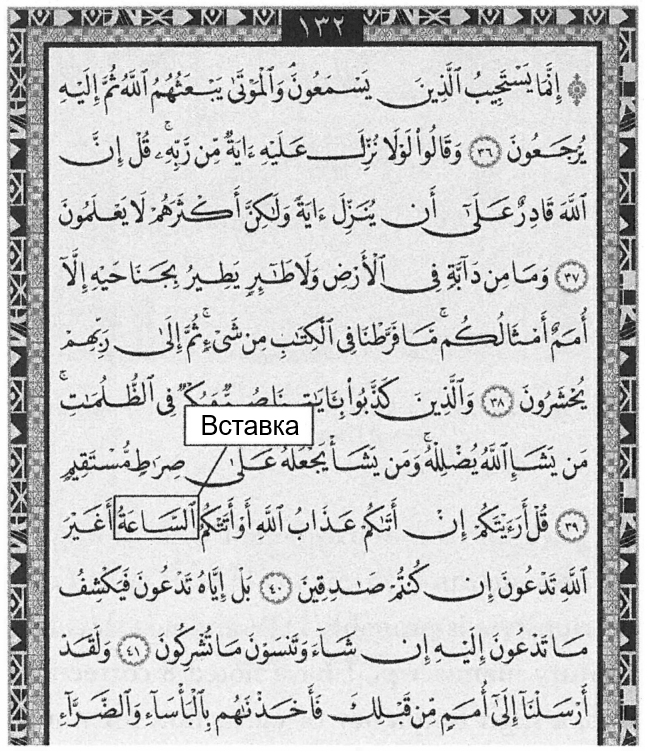 ١٣٢
إِنَّمَا يَسْتَجِيبُ ٱلَّذِينَ يَسْمَعُونَ وَٱلْمَوْتَىٰ يَبْعَثُهُمُ ٱللَّهُ ثُمَّ إِلَيْهِ
يُرْجَعُونَ ٣٦ وَقَالُوا۟ لَوْلَا نُزِّلَ عَلَيْهِ ءَايَةٌ مِّن رَّبِّهِۦ ۚ قُلْ إِنَّ
ٱللَّهَ قَادِرٌ عَلَىٰٓ أَن يُنَزِّلَ ءَايَةً وَلَٰكِنَّ أَكْثَرَهُمْ لَا يَعْلَمُونَ
٣٧ وَمَا مِن دَآبَّةٍ فِى ٱلْأَرْضِ وَلَا طَٰٓئِرٍ يَطِيرُ بِجَنَاحَيْهِ إِلَّآ
أُمَمٌ أَمْثَالُكُم ۚ مَّا فَرَّطْنَا فِى ٱلْكِتَٰبِ مِن شَىْءٍ ۚ ثُمَّ إِلَىٰ رَبِّهِمْ
يُحْشَرُونَ ٣٨ وَٱلَّذِينَ كَذَّبُوا۟ بِـَٔايَٰتِنَا صُمٌّ وَبُكْمٌ فِى ٱلظُّلُمَٰتِ ۗ
Вставка
مَن يَشَإِ ٱللَّهُ يُضْلِلْهُ ۚ وَمَن يَشَأْ يَجْعَلْهُ عَلَىٰ صِرَٰطٍ مُّسْتَقِيمٍ
٣٩ قُلْ أَرَءَيْتَكُمْ إِنْ أَتَىٰكُمْ عَذَابُ ٱللَّهِ أَوْ أَتَتْكُمُ ٱلسَّاعَةُ أَغَيْرَ
ٱللَّهِ تَدْعُونَ إِن كُنتُمْ صَٰدِقِينَ ٤٠ بَلْ إِيَّاهُ تَدْعُونَ فَيَكْشِفُ
مَا تَدْعُونَ إِلَيْهِ إِن شَآءَ وَتَنسَوْنَ مَا تُشْرِكُونَ ٤١ وَلَقَدْ
أَرْسَلْنَآ إِلَىٰٓ أُمَمٍ مِّن قَبْلِكَ فَأَخَذْنَٰهُم بِٱلْبَأْسَآءِ وَٱلضَّرَّآءِ